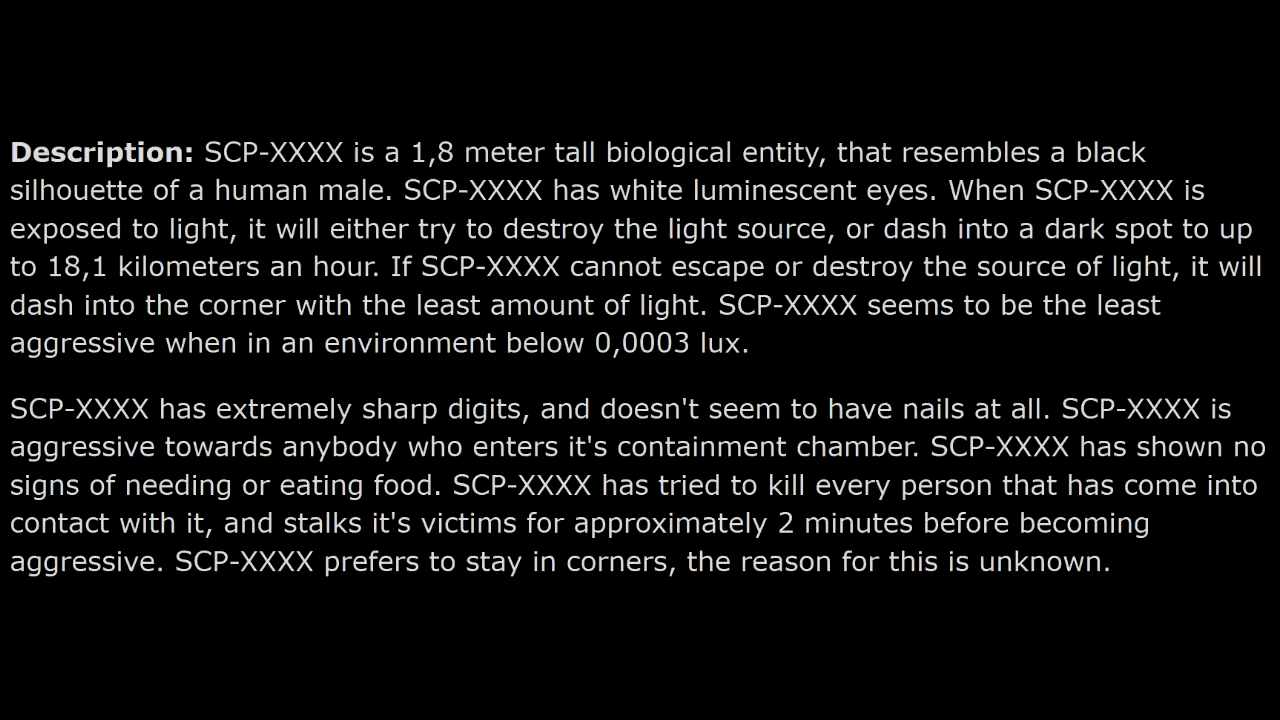 Description: SCP-XXXX is a 1,8 meter tall biological entity, that resembles a black
silhouette of a human male. SCP-XXXX has white luminescent eyes. When SCP-XXXX is
exposed to light, it will either try to destroy the light source, or dash into a dark spot to up
to 18,1 kilometers an hour. If SCP-XXXX cannot escape or destroy the source of light, it will
dash into the corner with the least amount of light. SCP-XXXX seems to be the least
aggressive when in an environment below 0,0003 lux.
SCP-XXXX has extremely sharp digits, and doesn't seem to have nails at all. SCP-XXXX is
aggressive towards anybody who enters it's containment chamber. SCP-XXXX has shown no
signs of needing or eating food. SCP-XXXX has tried to kill every person that has come into
contact with it, and stalks it's victims for approximately 2 minutes before becoming
aggressive. SCP-XXXX prefers to stay in corners, the reason for this is unknown.